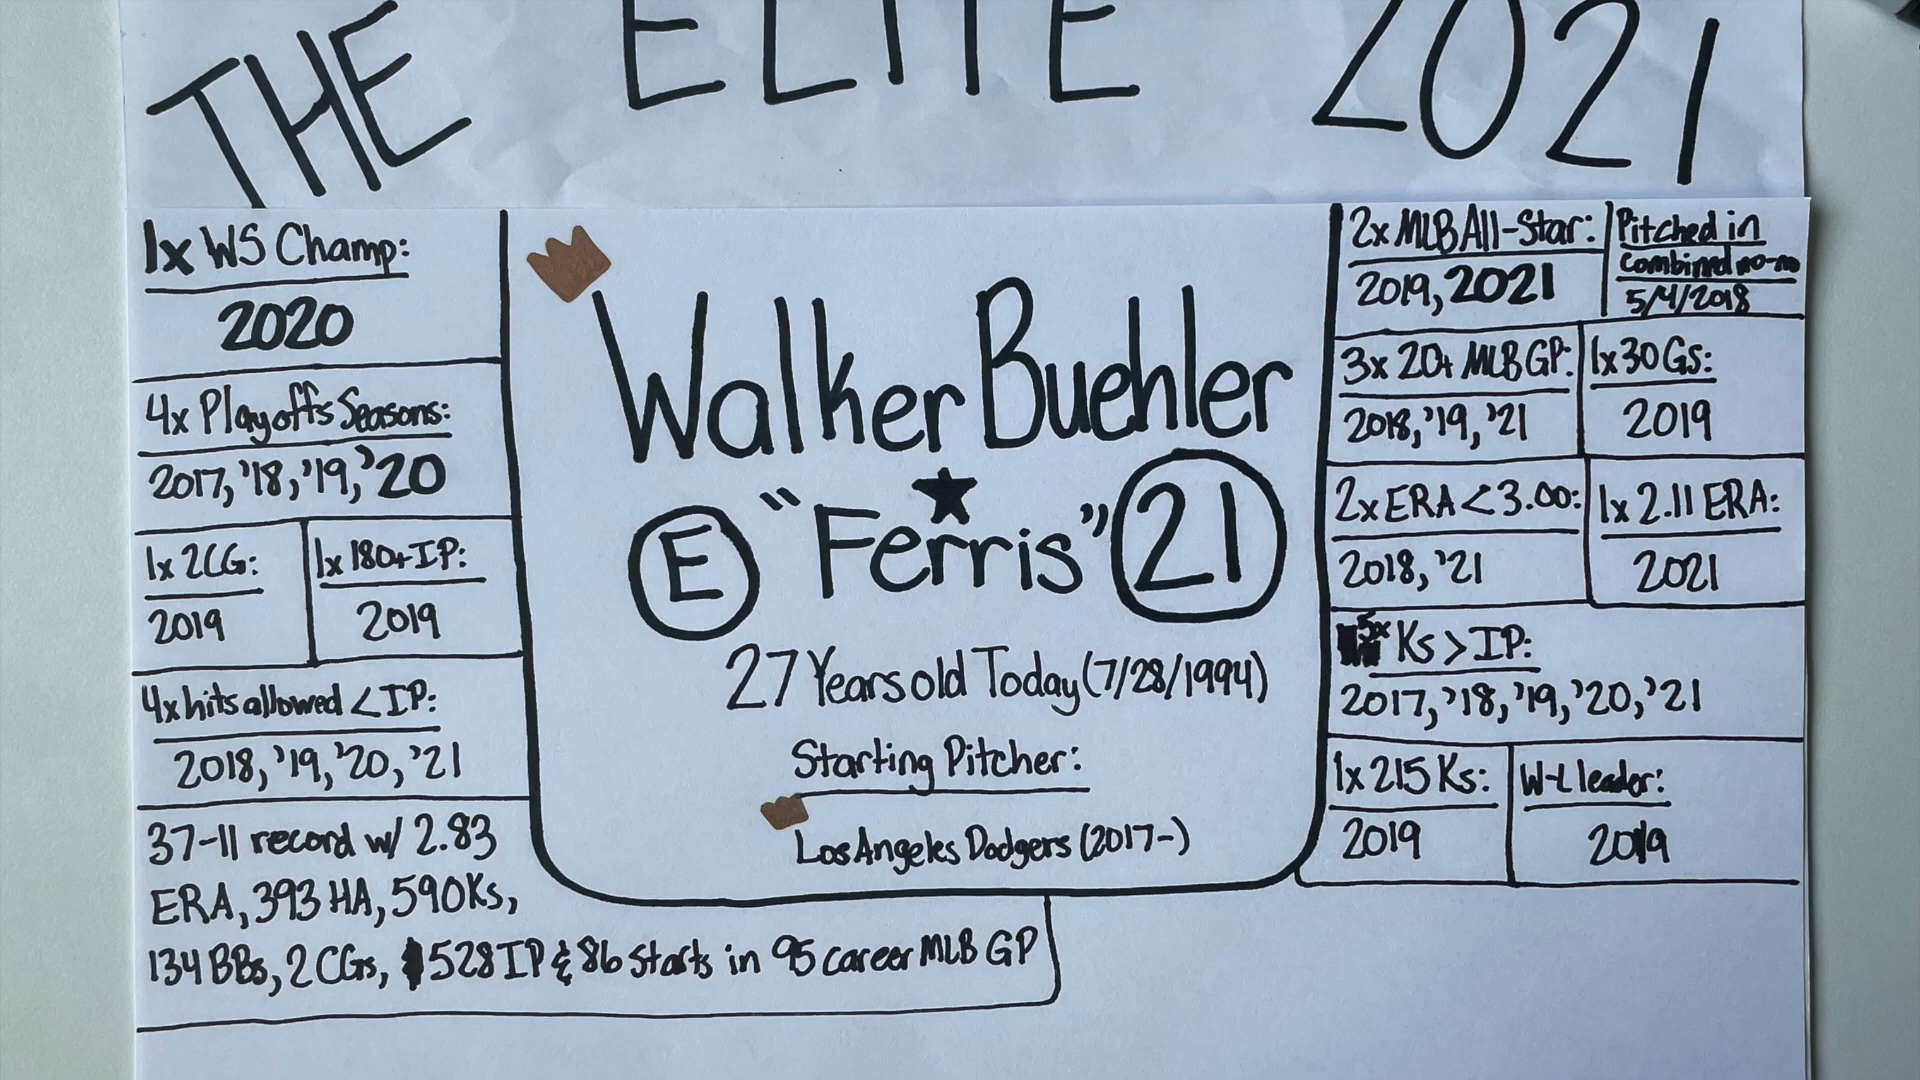 THE ELITE 2021
1x WS Champ:
2020
4x Playoffs Seasons:
2017, '18, '19, '20
1x 2CG:
2019
1x 180+ IP:
2019
4x hits allowed < IP:
2018, '19, '20, '21
37-11 record w/ 2.83
ERA, 393 HA, 590Ks,
134 BBs, 2 CGs, 528 IP & 86 starts in 95 career MLB GP
Walker Buehler
E "Ferris" 21
27 Years old Today (7/28/1994)
Starting Pitcher:
Los Angeles Dodgers (2017-)
2x MLB All-Star:
2019, 2021
Pitched in
combined no-no
5/4/2018
3x 20+ MLB GP:
2018, '19, '21
1x 30 GS:
2019
2x ERA < 3.00:
2018, '21
1x 2.11 ERA:
2021
5x Ks > IP:
2017, '18, '19, '20, '21
1x 215 Ks:
2019
W-L leader:
2019